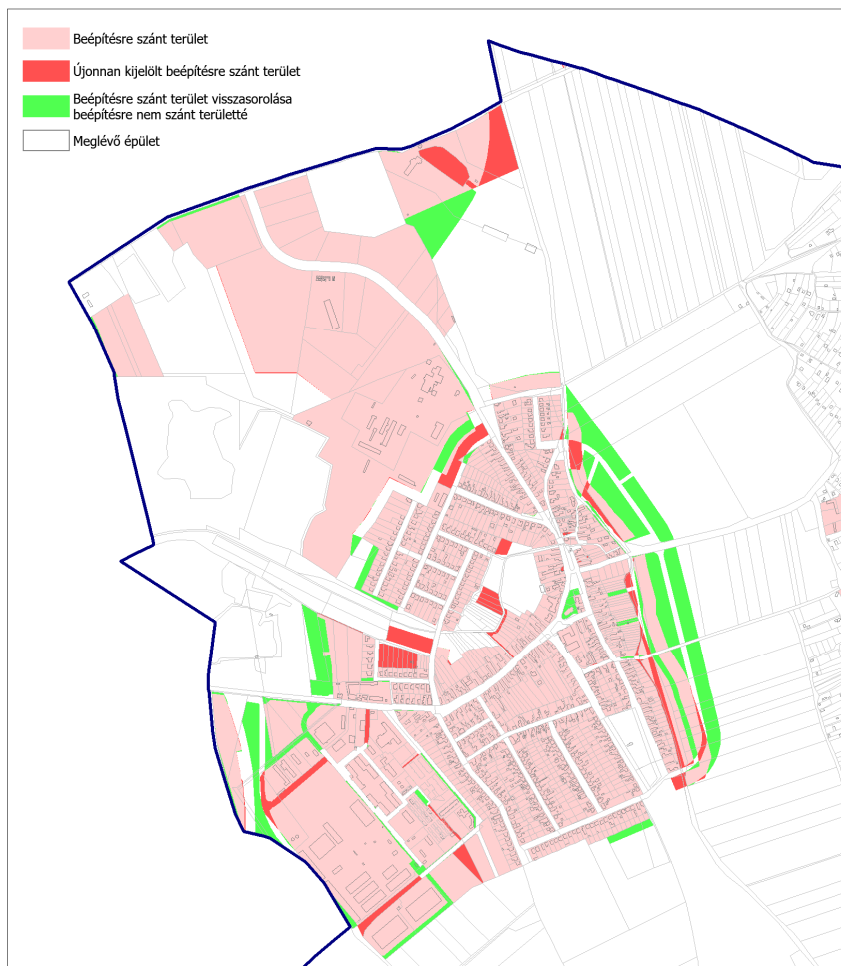 Beépítésre szánt terület
Újonnan kijelölt beépítésre szánt terület
Beépítésre szánt terület visszasorolása
beépítésre nem szánt területté
Meglévő épület